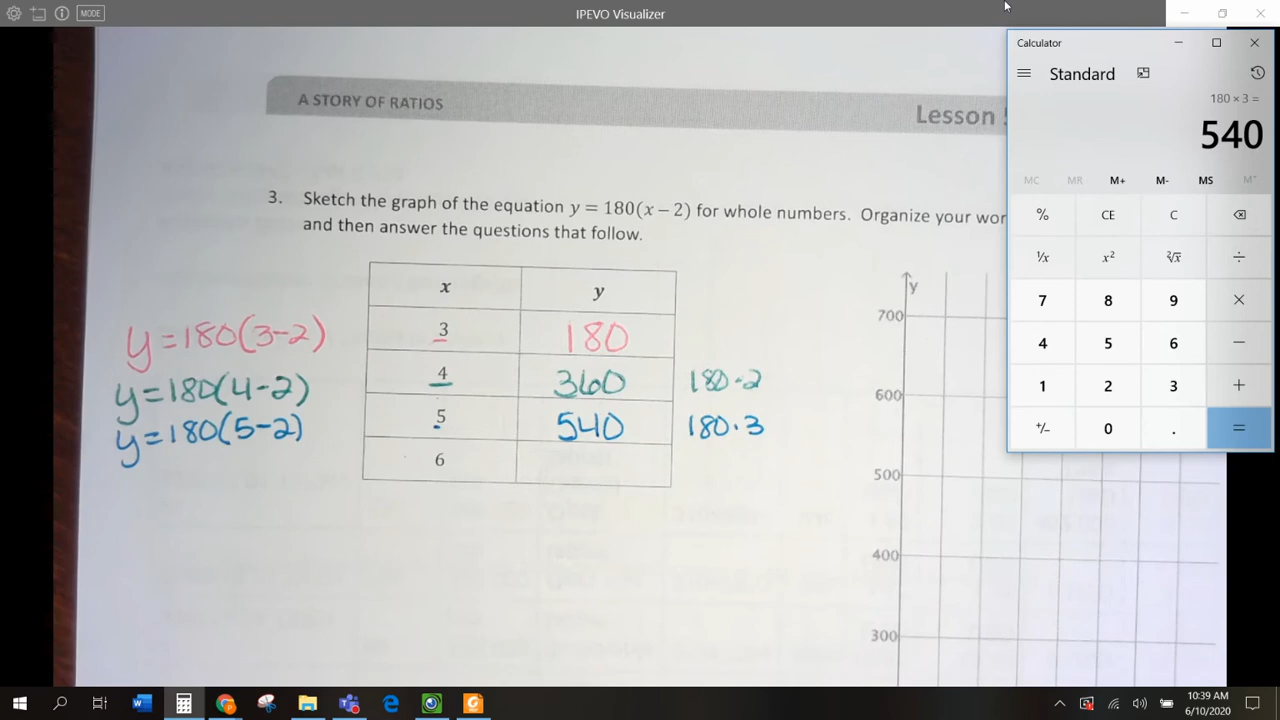 MODE
IPEVO Visualizer
A STORY OF RATIOS
Lesson
3. Sketch the graph of the equation y = 180(x – 2) for whole numbers. Organize your
and then answer the questions that follow.
x y
3 180
4 360
5 540
6
y=180(3-2)
y=180(4-2)
y=180(5-2)
180·2
180·3
y
700
600
500
400
300
Calculator
Standard
180 × 3 =
540
MC MR M+ M- MS M˅
% CE C
¹/x x² ²√x ÷
7 8 9 ×
4 5 6 −
1 2 3 +
+/- 0 . =
10:39 AM
6/10/2020